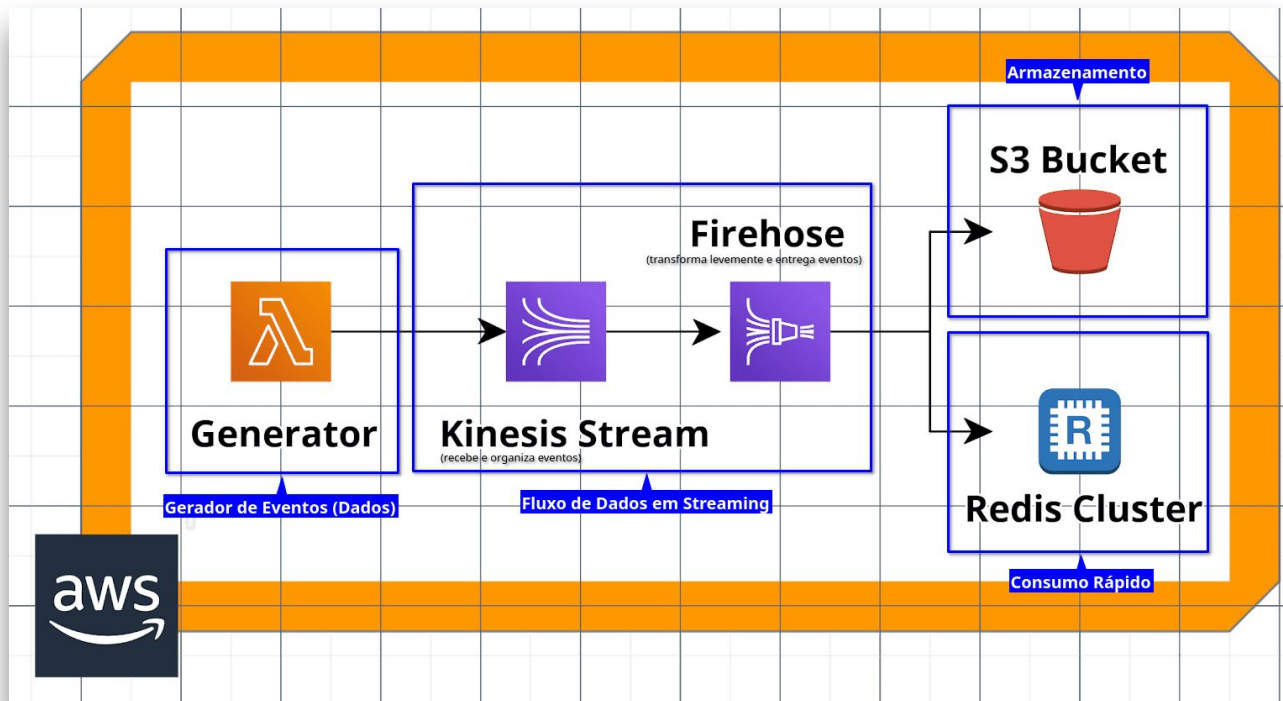 Armazenamento
S3 Bucket
Firehose
(transforma levemente e entrega eventos)
Generator
Kinesis Stream
(recebe e organiza eventos)
Gerador de Eventos (Dados)
Fluxo de Dados em Streaming
R
Redis Cluster
Consumo Rápido
aws